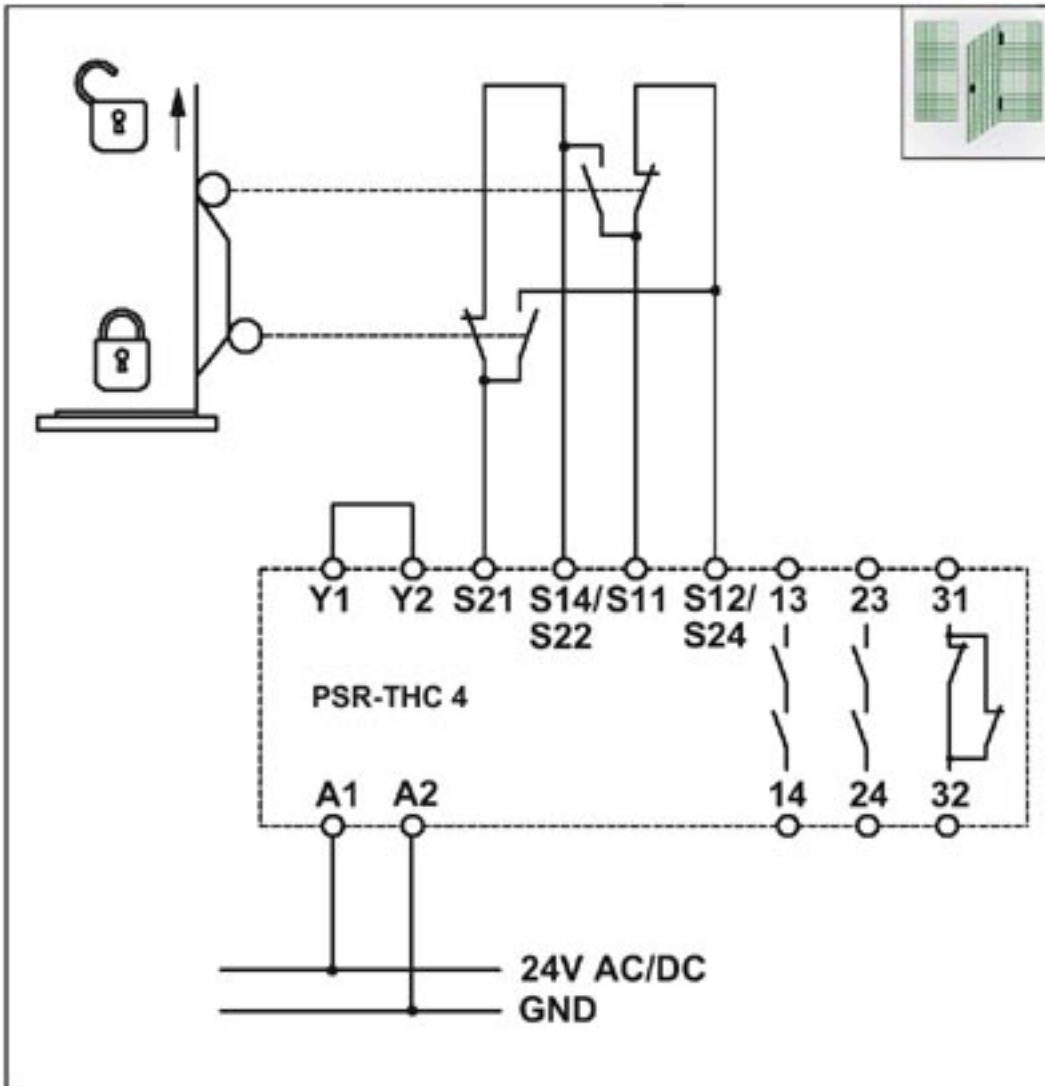 Y1 Y2 S21 S14/ S11 S12/ 13 23 31
S22 S24
PSR-THC 4
A1 A2 14 24 32
24V AC/DC
GND